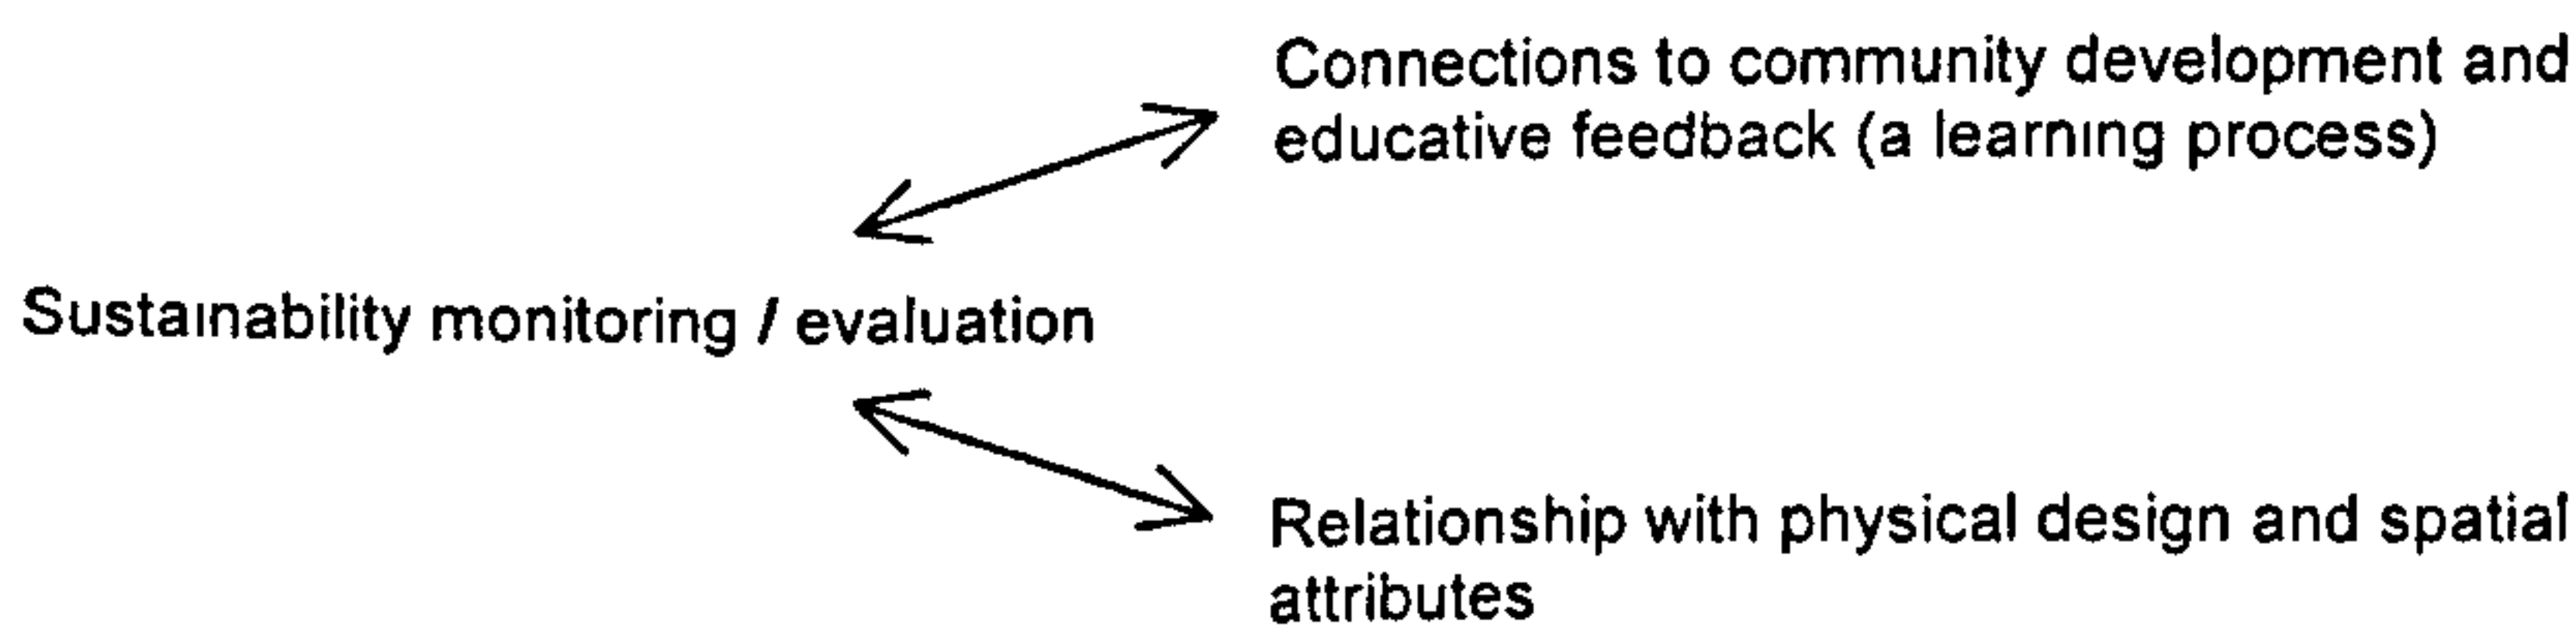 Connections to community development and
educative feedback (a learning process)
Sustainability monitoring / evaluation
Relationship with physical design and spatial
attributes